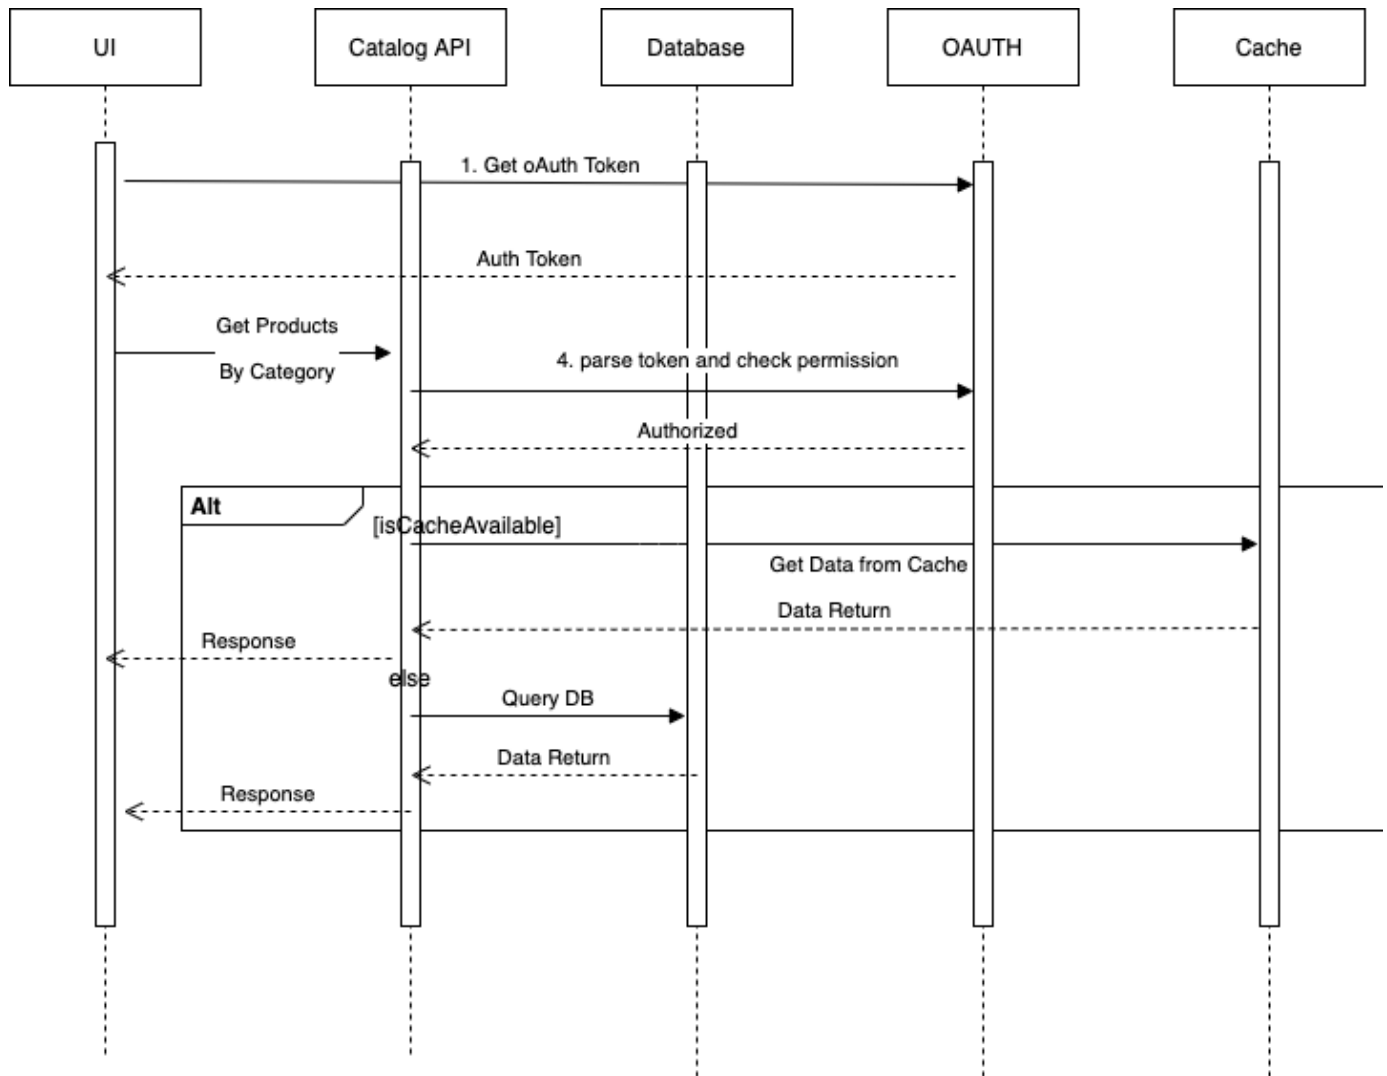 UI
Catalog API
Database
OAUTH
Cache
1. Get oAuth Token
Auth Token
Get Products
By Category
4. parse token and check permission
Authorized
Alt
[isCacheAvailable]
Get Data from Cache
Data Return
Response
else
Query DB
Data Return
Response